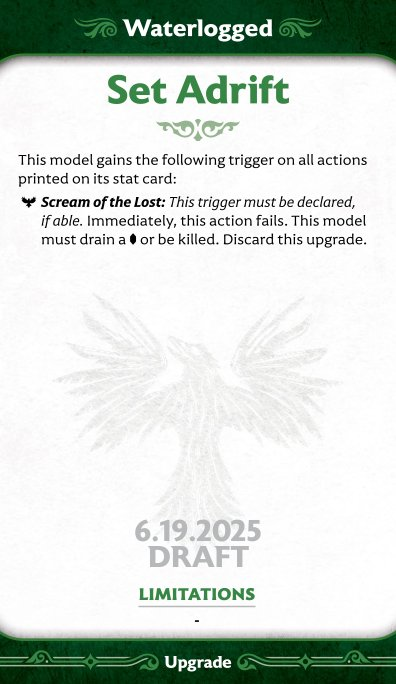 Waterlogged
Set Adrift
This model gains the following trigger on all actions
printed on its stat card:
Scream of the Lost: This trigger must be declared,
if able. Immediately, this action fails. This model
must drain a or be killed. Discard this upgrade.
6.19.2025
DRAFT
LIMITATIONS
-
Upgrade